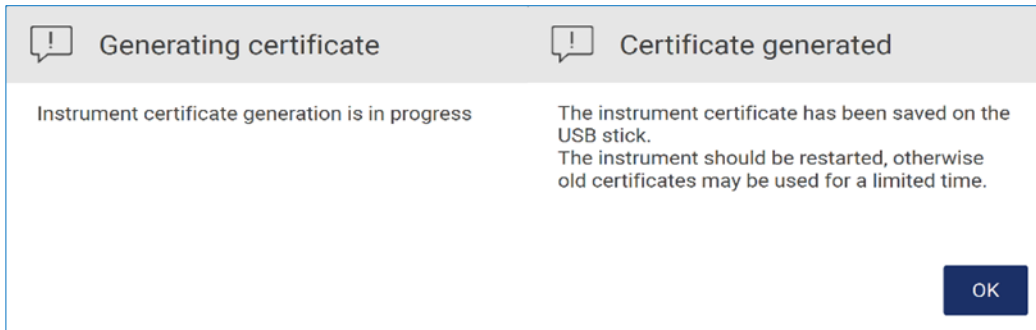 Generating certificate
Instrument certificate generation is in progress
Certificate generated
The instrument certificate has been saved on the
USB stick.
The instrument should be restarted, otherwise
old certificates may be used for a limited time.
OK